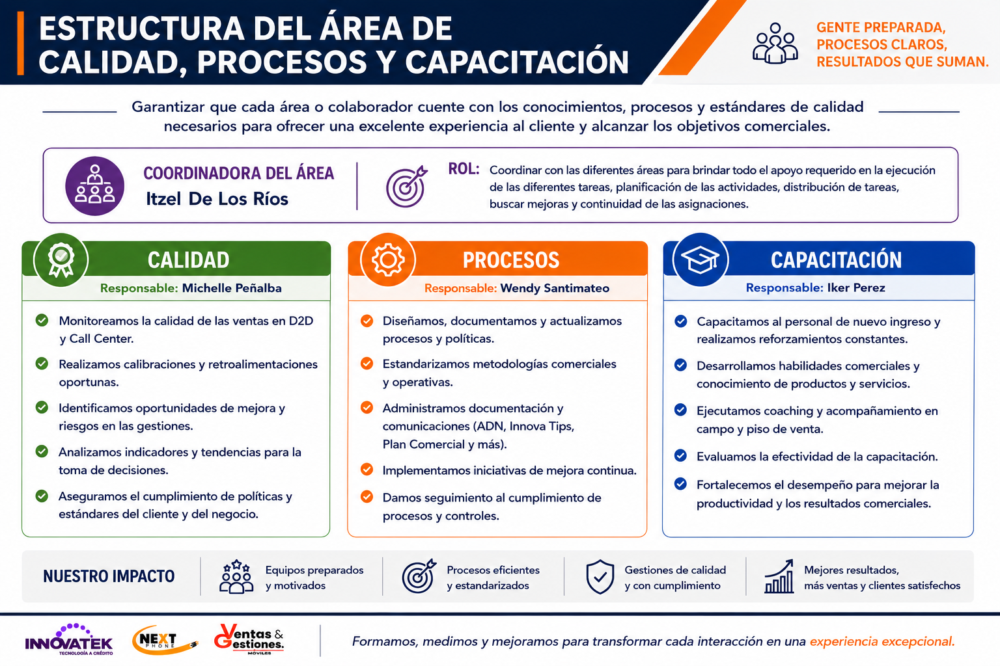 ESTRUCTURA DEL ÁREA DE
CALIDAD, PROCESOS Y CAPACITACIÓN
GENTE PREPARADA,
PROCESOS CLAROS,
RESULTADOS QUE SUMAN.
Garantizar que cada área o colaborador cuente con los conocimientos, procesos y estándares de calidad
necesarios para ofrecer una excelente experiencia al cliente y alcanzar los objetivos comerciales.
COORDINADORA DEL ÁREA
Itzel De Los Ríos
ROL:
Coordinar con las diferentes áreas para brindar todo el apoyo requerido en la ejecución
de las diferentes tareas, planificación de las actividades, distribución de tareas,
buscar mejoras y continuidad de las asignaciones.
CALIDAD
Responsable: Michelle Peñalba
Monitoreamos la calidad de las ventas en D2D
y Call Center.
Realizamos calibraciones y retroalimentaciones
oportunas.
Identificamos oportunidades de mejora y
riesgos en las gestiones.
Analizamos indicadores y tendencias para la
toma de decisiones.
Aseguramos el cumplimiento de políticas y
estándares del cliente y del negocio.
PROCESOS
Responsable: Wendy Santimateo
Diseñamos, documentamos y actualizamos
procesos y políticas.
Estandarizamos metodologías comerciales
y operativas.
Administramos documentación y
comunicaciones (ADN, Innova Tips,
Plan Comercial y más).
Implementamos iniciativas de mejora continua.
Damos seguimiento al cumplimiento de
procesos y controles.
CAPACITACIÓN
Responsable: Iker Perez
Capacitamos al personal de nuevo ingreso y
realizamos reforzamientos constantes.
Desarrollamos habilidades comerciales y
conocimiento de productos y servicios.
Ejecutamos coaching y acompañamiento en
campo y piso de venta.
Evaluamos la efectividad de la capacitación.
Fortalecemos el desempeño para mejorar la
productividad y los resultados comerciales.
NUESTRO IMPACTO
Equipos preparados
y motivados
Procesos eficientes
y estandarizados
Gestiones de calidad
y con cumplimiento
Mejores resultados,
más ventas y clientes satisfechos
INNOVATEK
TECNOLOGÍA A CRÉDITO
NEXT
PHONE
Ventas &
Gestiones.
MÓVILES
Formamos, medimos y mejoramos para transformar cada interacción en una experiencia excepcional.